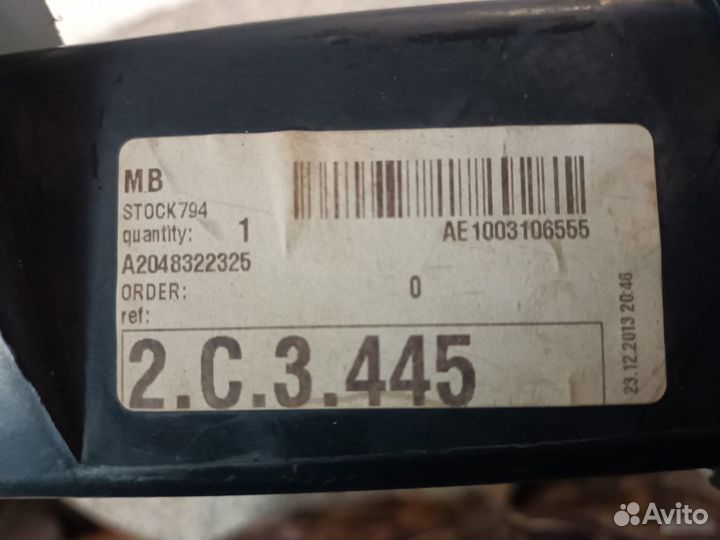 MB
STOCK794
quantity: 1
AE1003106555
A2048322325
ORDER: 0
ref:
2.C.3.445
23.12.2013 20:46
Avito